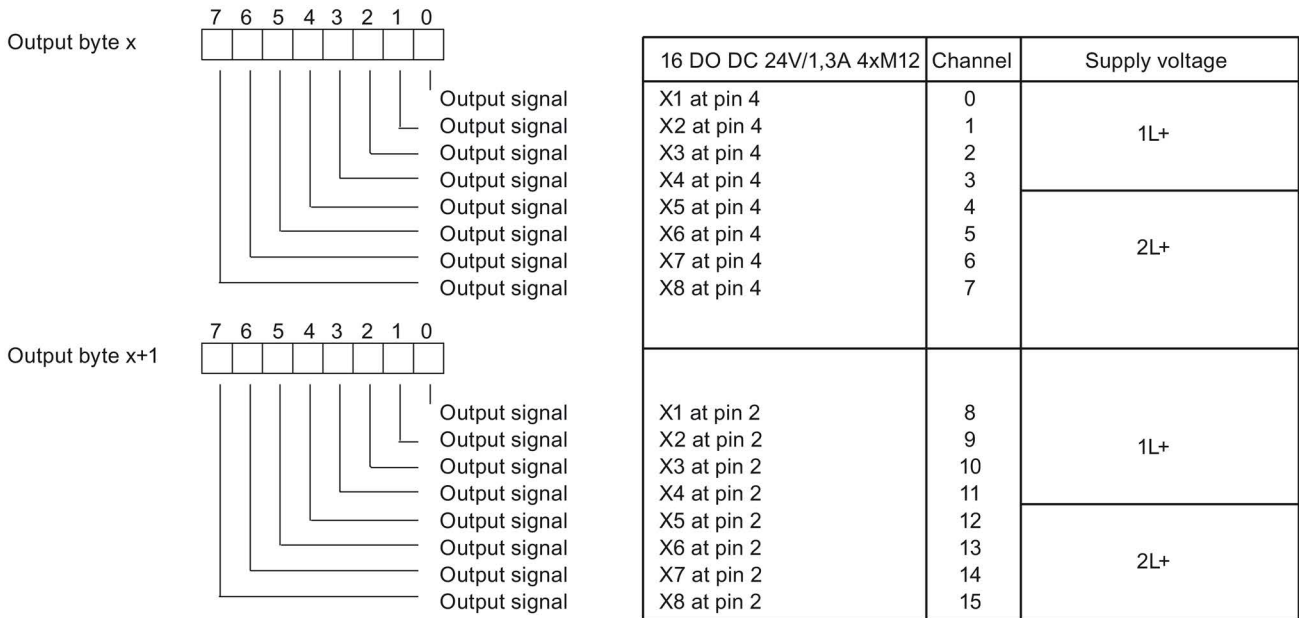 7 6 5 4 3 2 1 0
Output byte x
16 DO DC 24V/1,3A 4xM12 Channel Supply voltage
Output signal X1 at pin 4 0
Output signal X2 at pin 4 1
1L+
Output signal X3 at pin 4 2
Output signal X4 at pin 4 3
Output signal X5 at pin 4 4
Output signal X6 at pin 4 5
2L+
Output signal X7 at pin 4 6
Output signal X8 at pin 4 7
7 6 5 4 3 2 1 0
Output byte x+1
Output signal X1 at pin 2 8
Output signal X2 at pin 2 9
1L+
Output signal X3 at pin 2 10
Output signal X4 at pin 2 11
Output signal X5 at pin 2 12
Output signal X6 at pin 2 13
2L+
Output signal X7 at pin 2 14
Output signal X8 at pin 2 15